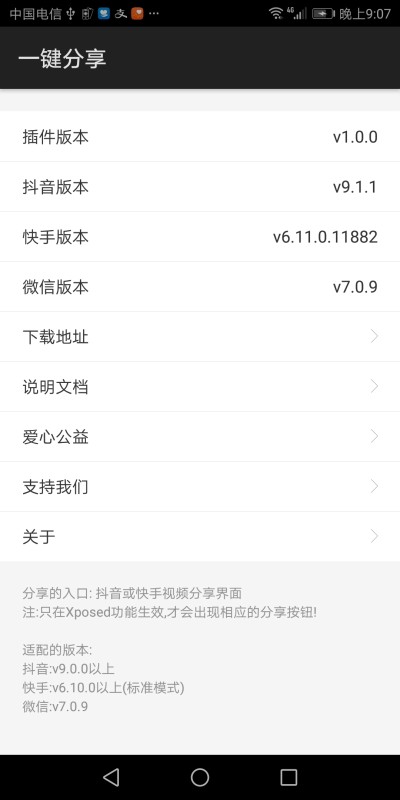 中国电信
4G
晚上9:07
一键分享
插件版本 v1.0.0
抖音版本 v9.1.1
快手版本 v6.11.0.11882
微信版本 v7.0.9
下载地址
说明文档
爱心公益
支持我们
关于
分享的入口: 抖音或快手视频分享界面
注:只在Xposed功能生效,才会出现相应的分享按钮!
适配的版本:
抖音:v9.0.0以上
快手:v6.10.0以上(标准模式)
微信:v7.0.9